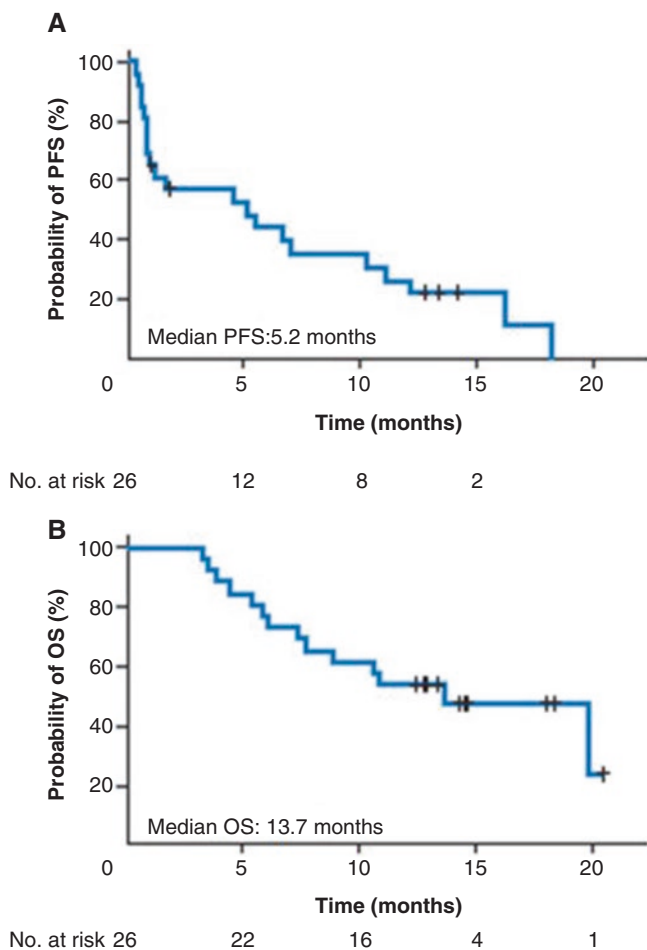 A
Probability of PFS (%)
100
80
60
40
20
Median PFS:5.2 months
0 5 10 15 20
Time (months)
No. at risk 26 12 8 2
B
Probability of OS (%)
100
80
60
40
20
Median OS: 13.7 months
0 5 10 15 20
Time (months)
No. at risk 26 22 16 4 1